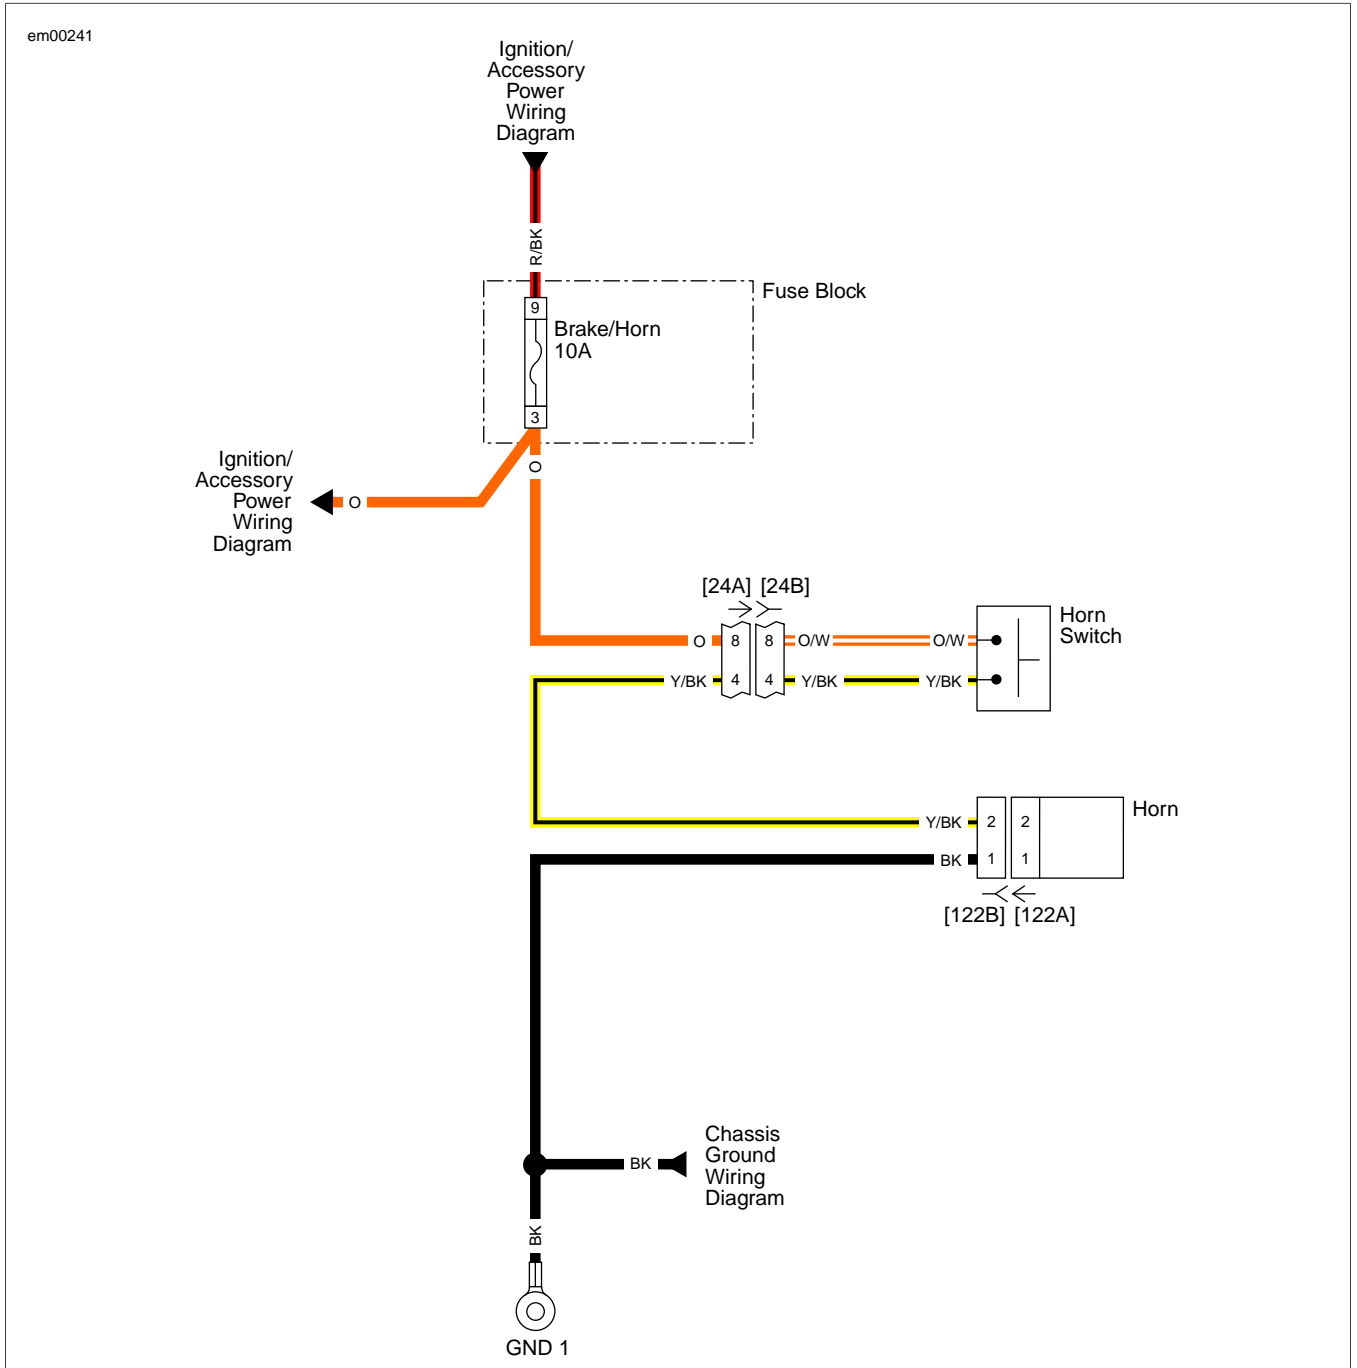 em00241
Ignition/
Accessory
Power
Wiring
Diagram
R/BK
Fuse Block
9
Brake/Horn
10A
3
O
Ignition/
Accessory
Power
Wiring
Diagram
O
[24A] [24B]
O 8 8 O/W O/W
Horn
Switch
Y/BK 4 4 Y/BK Y/BK
Y/BK 2 2
Horn
BK 1 1
[122B] [122A]
Chassis
Ground
Wiring
Diagram
BK
BK
GND 1